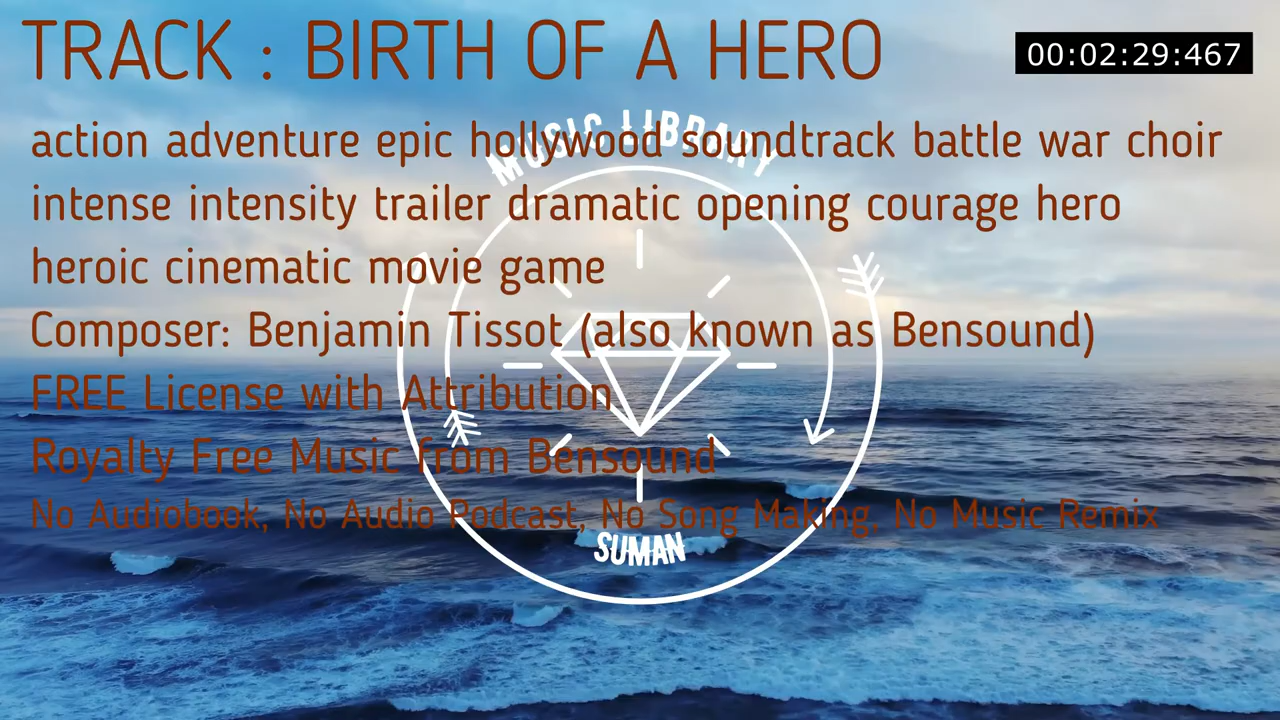 TRACK : BIRTH OF A HERO
00:02:29:467
MUSIC LIBRARY
action adventure epic hollywood soundtrack battle war choir
intense intensity trailer dramatic opening courage hero
heroic cinematic movie game
Composer: Benjamin Tissot (also known as Bensound)
FREE License with Attribution
Royalty Free Music from Bensound
No Audiobook, No Audio Podcast, No Song Making, No Music Remix
SUMAN